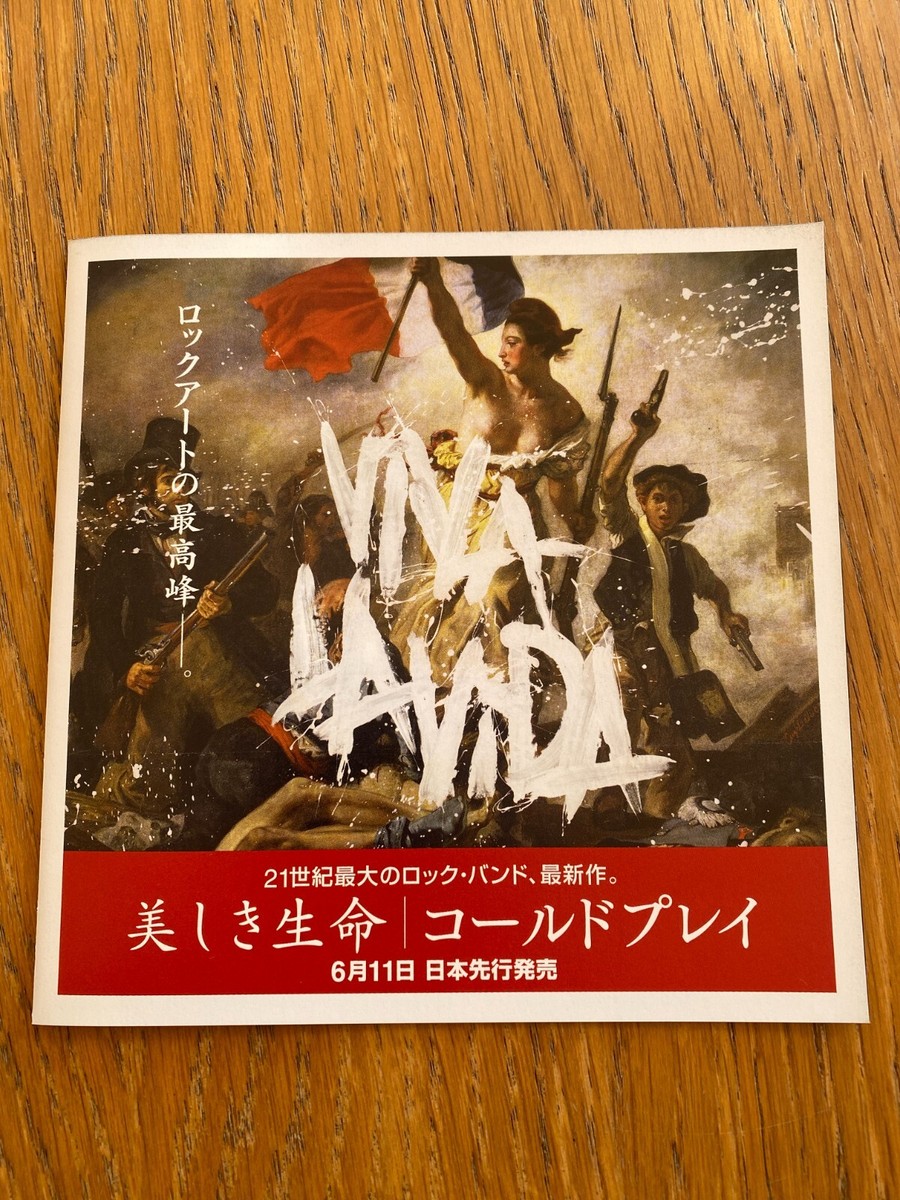 ロックアートの最高峰——。
VIVA
LA VIDA
21世紀最大のロック・バンド、最新作。
美しき生命｜コールドプレイ
6月11日 日本先行発売